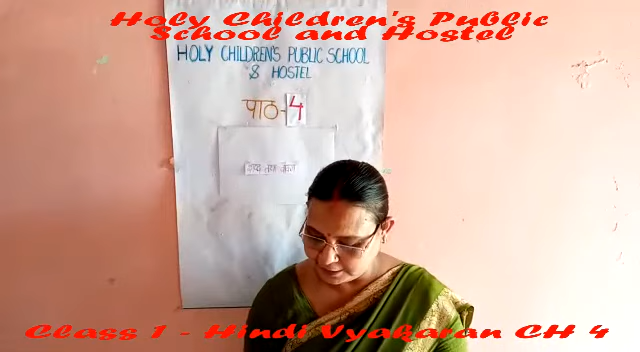 Holy Children's Public
School and Hostel
HOLY CHILDREN'S PUBLIC SCHOOL
& HOSTEL
पाठ-4
Class 1 - Hindi Vyakaran CH 4